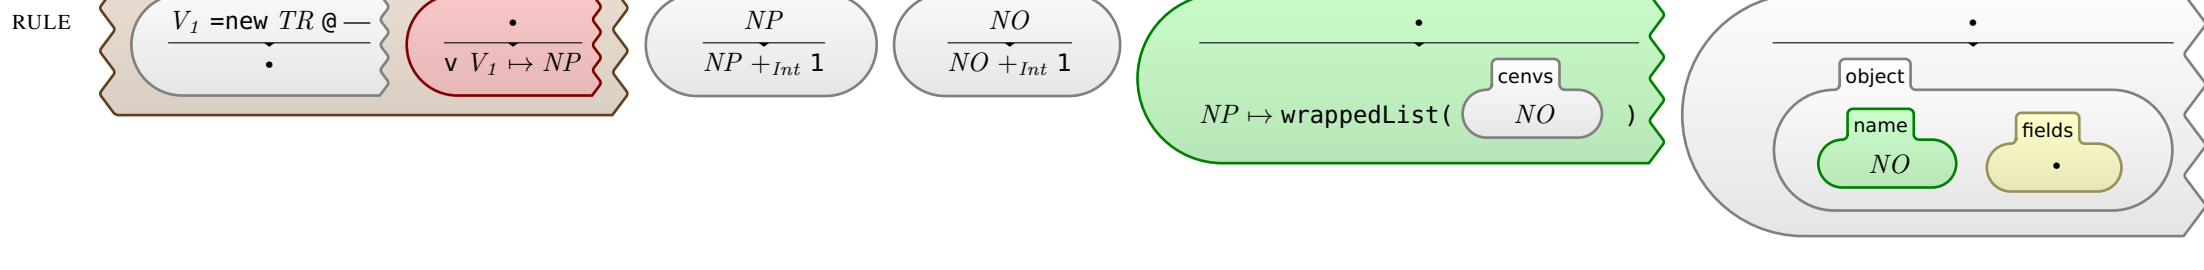 RULE V₁ =new TR @ — • NP NO • •
• v V₁ ↦ NP NP +Int 1 NO +Int 1
cenvs object
NP ↦ wrappedList( NO )
name fields
NO •